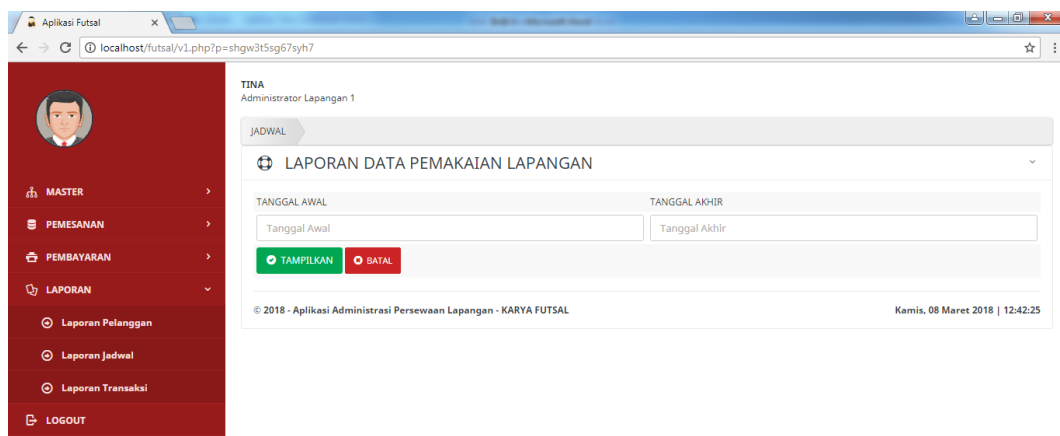 Aplikasi Futsal
localhost/futsal/v1.php?p=shgw3t5sg67syh7
TINA
Administrator Lapangan 1
JADWAL
LAPORAN DATA PEMAKAIAN LAPANGAN
MASTER
PEMESANAN
PEMBAYARAN
LAPORAN
Laporan Pelanggan
Laporan Jadwal
Laporan Transaksi
LOGOUT
TANGGAL AWAL TANGGAL AKHIR
Tanggal Awal Tanggal Akhir
TAMPILKAN BATAL
© 2018 - Aplikasi Administrasi Persewaan Lapangan - KARYA FUTSAL Kamis, 08 Maret 2018 | 12:42:25